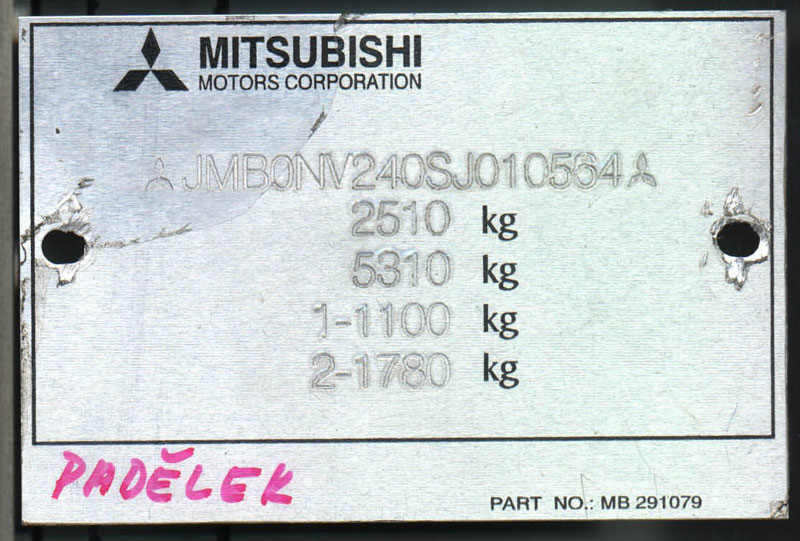 MITSUBISHI
MOTORS CORPORATION
JMB0NV240SJ010564
2510 kg
5310 kg
1-1100 kg
2-1780 kg
PADĚLEK
PART NO.: MB 291079